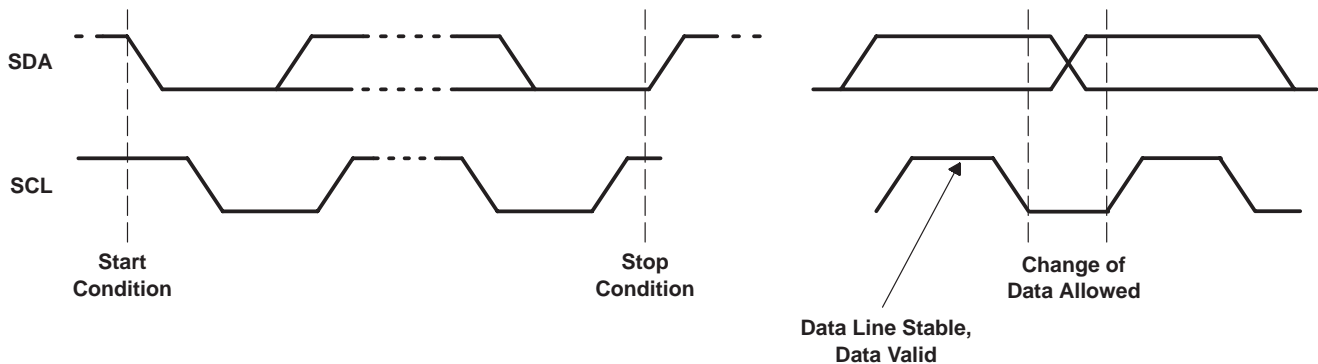 SDA
SCL
Start
Condition
Stop
Condition
Change of
Data Allowed
Data Line Stable,
Data Valid